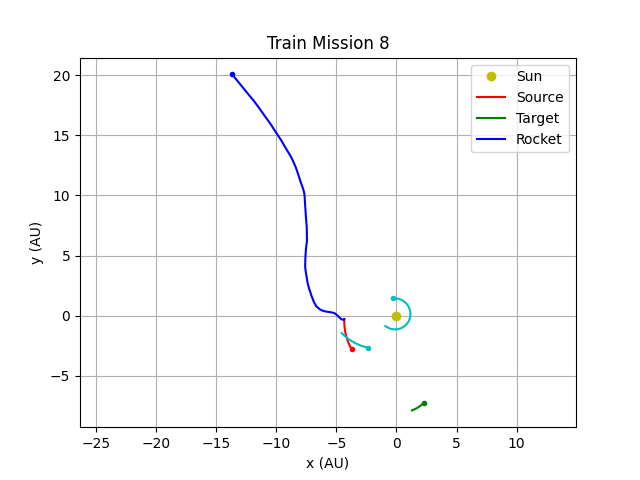 Train Mission 8
Sun
Source
Target
Rocket
20
15
10
5
0
−5
y (AU)
−25 −20 −15 −10 −5 0 5 10
x (AU)